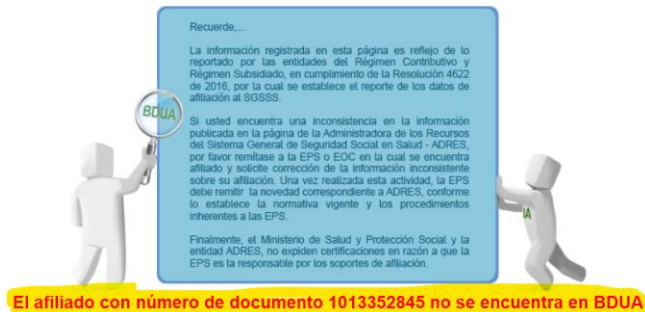 Recuerde,...
La información registrada en esta página es reflejo de lo
reportado por las entidades del Régimen Contributivo y
Régimen Subsidiado, en cumplimiento de la Resolución 4622
de 2016, por la cual se establece el reporte de los datos de
afiliación al SGSSS.
Si usted encuentra una inconsistencia en la información
publicada en la página de la Administradora de los Recursos
del Sistema General de Seguridad Social en Salud - ADRES,
por favor remítase a la EPS o EOC en la cual se encuentra
afiliado y solicite corrección de la información inconsistente
sobre su afiliación. Una vez realizada esta actividad, la EPS
debe remitir la novedad correspondiente a ADRES, conforme
lo establece la normativa vigente y los procedimientos
inherentes a las EPS.
Finalmente, el Ministerio de Salud y Protección Social y la
entidad ADRES, no expiden certificaciones en razón a que la
EPS es la responsable por los soportes de afiliación.
BDUA
El afiliado con número de documento 1013352845 no se encuentra en BDUA